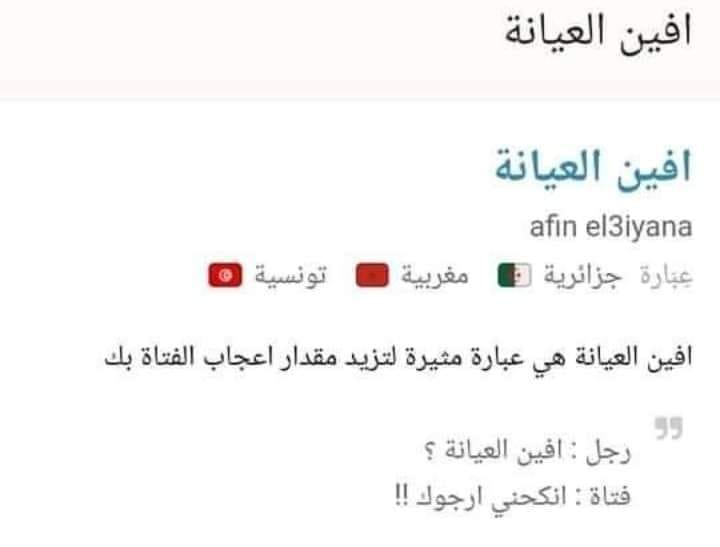 افين العيانة
افين العيانة
afin el3iyana
عبارة جزائرية مغربية تونسية
افين العيانة هي عبارة مثيرة لتزيد مقدار اعجاب الفتاة بك
رجل : افين العيانة ؟
فتاة : انكحني ارجوك !!